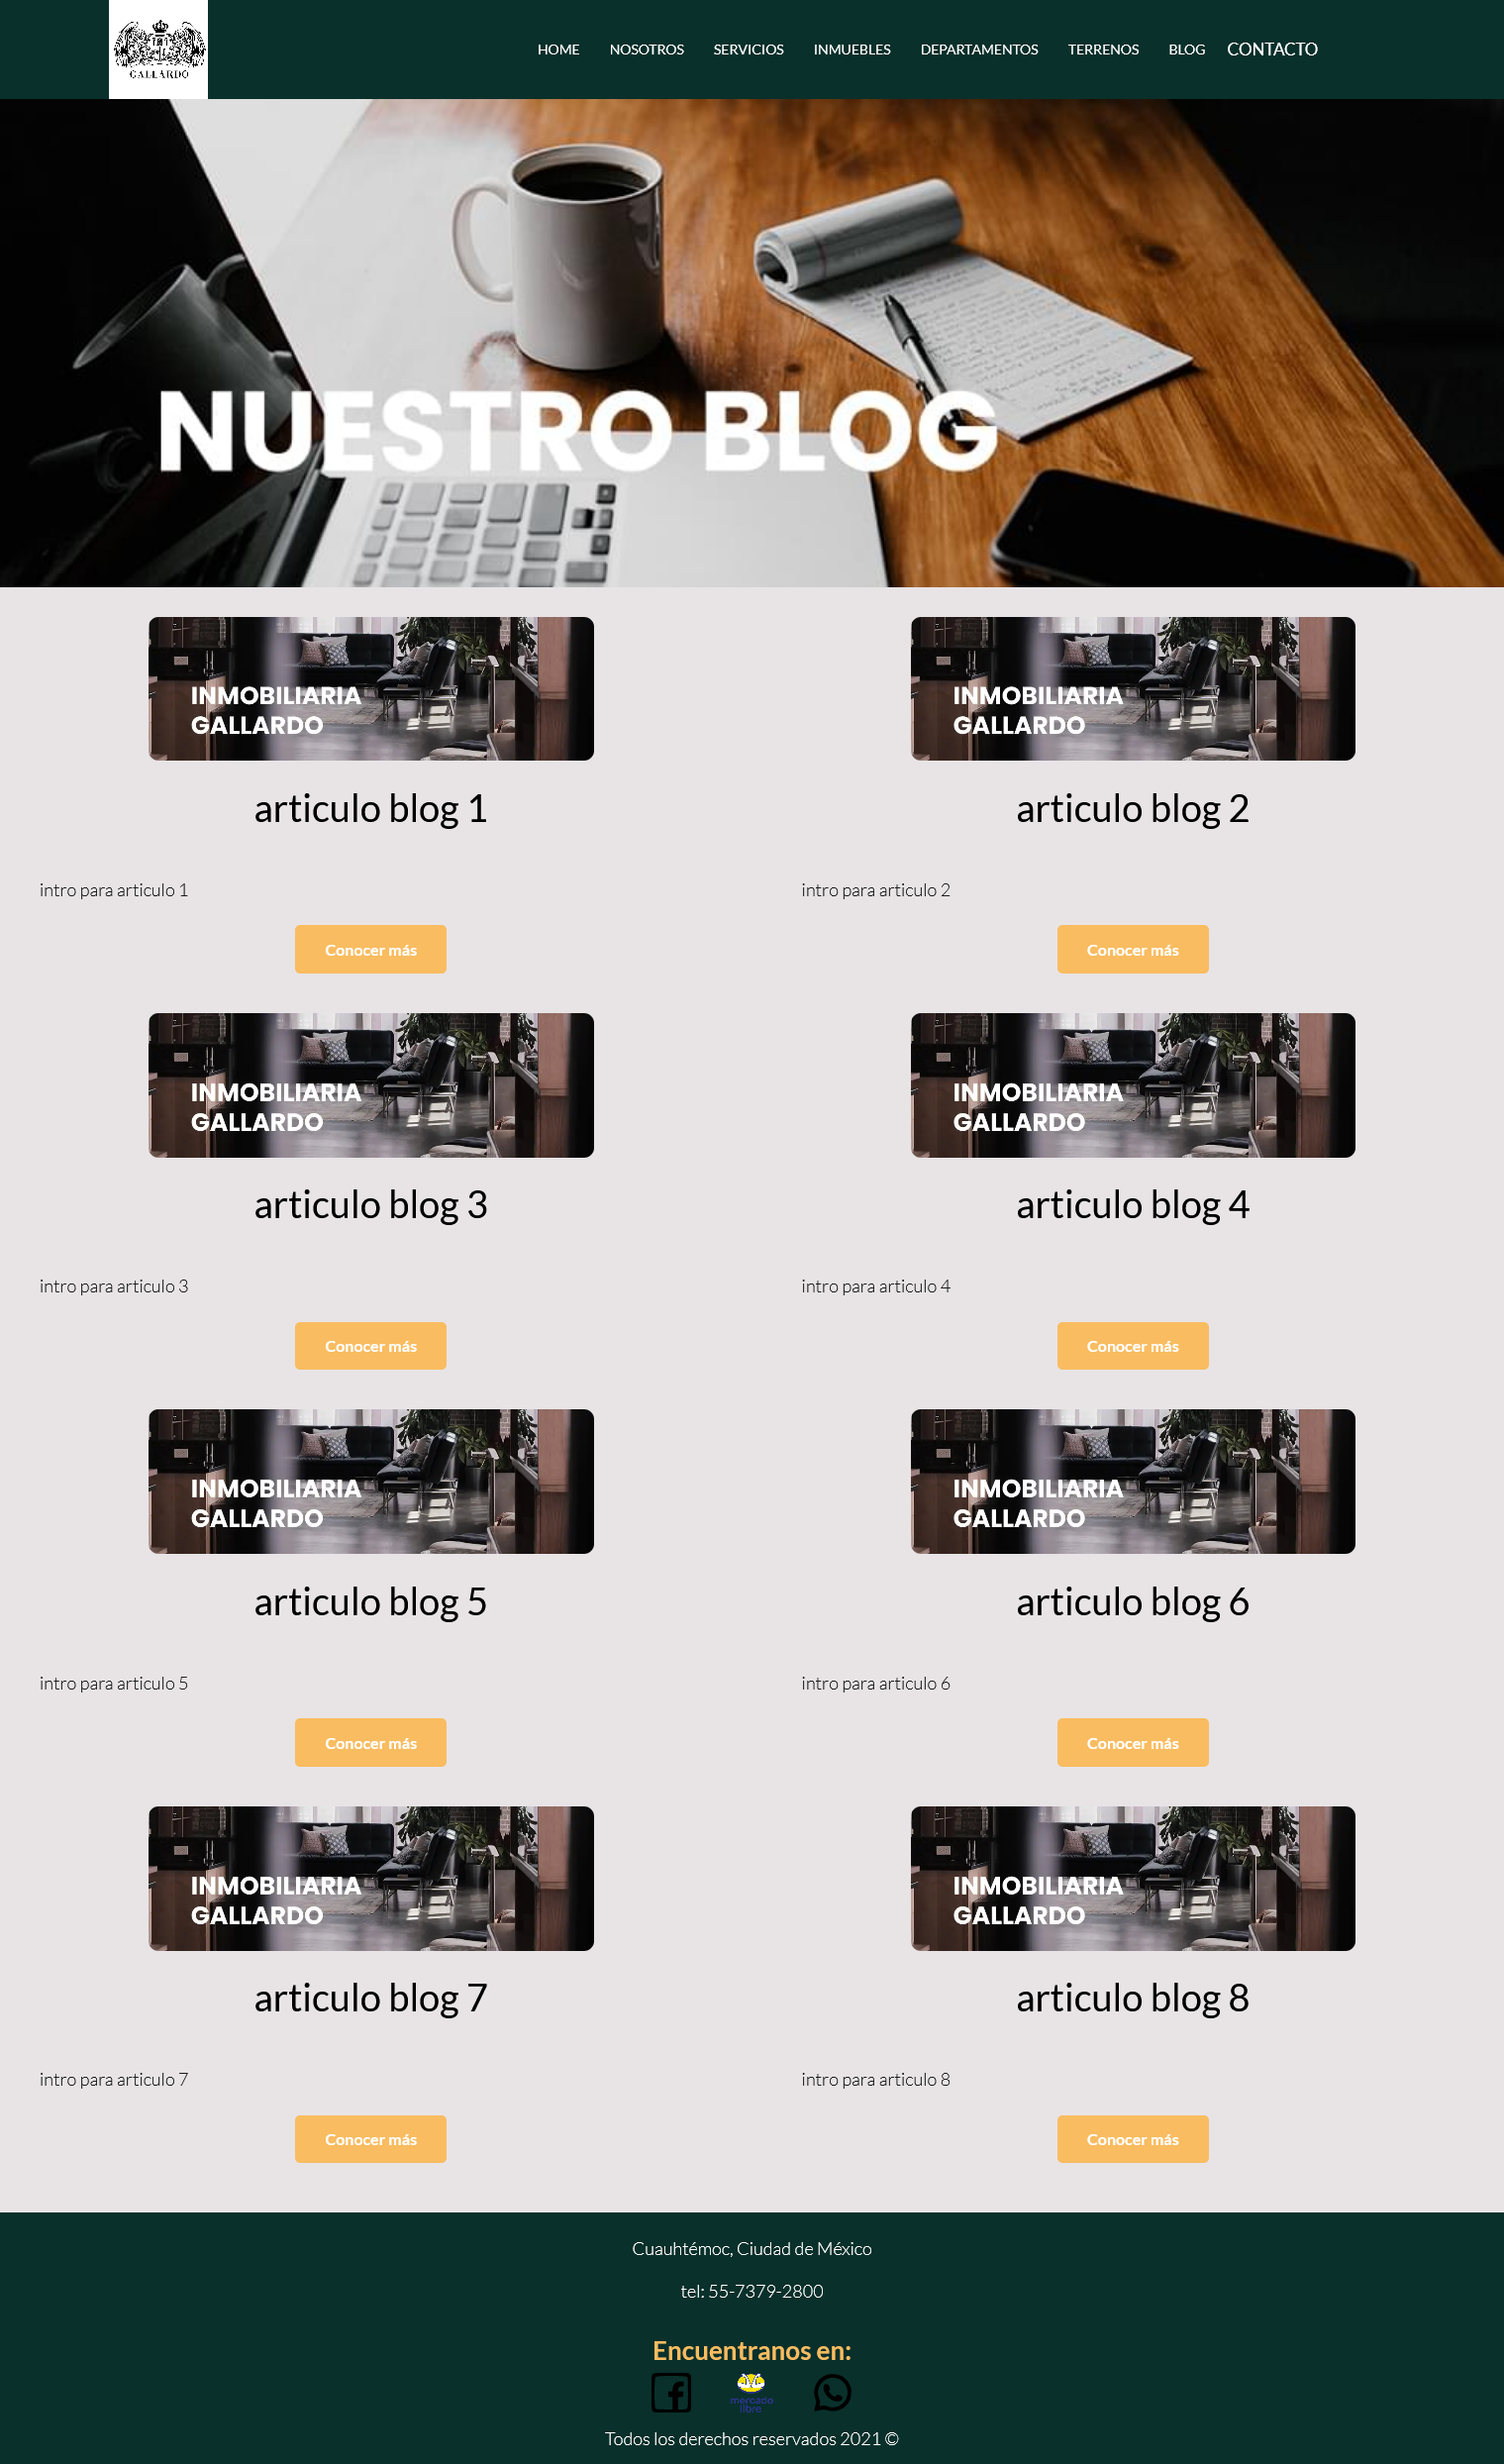 GALLARDO
HOME NOSOTROS SERVICIOS INMUEBLES DEPARTAMENTOS TERRENOS BLOG CONTACTO
NUESTRO BLOG
INMOBILIARIA
GALLARDO
articulo blog 1
intro para articulo 1
Conocer más
INMOBILIARIA
GALLARDO
articulo blog 2
intro para articulo 2
Conocer más
INMOBILIARIA
GALLARDO
articulo blog 3
intro para articulo 3
Conocer más
INMOBILIARIA
GALLARDO
articulo blog 4
intro para articulo 4
Conocer más
INMOBILIARIA
GALLARDO
articulo blog 5
intro para articulo 5
Conocer más
INMOBILIARIA
GALLARDO
articulo blog 6
intro para articulo 6
Conocer más
INMOBILIARIA
GALLARDO
articulo blog 7
intro para articulo 7
Conocer más
INMOBILIARIA
GALLARDO
articulo blog 8
intro para articulo 8
Conocer más
Cuauhtémoc, Ciudad de México
tel: 55-7379-2800
Encuentranos en:
mercado
libre
Todos los derechos reservados 2021 ©